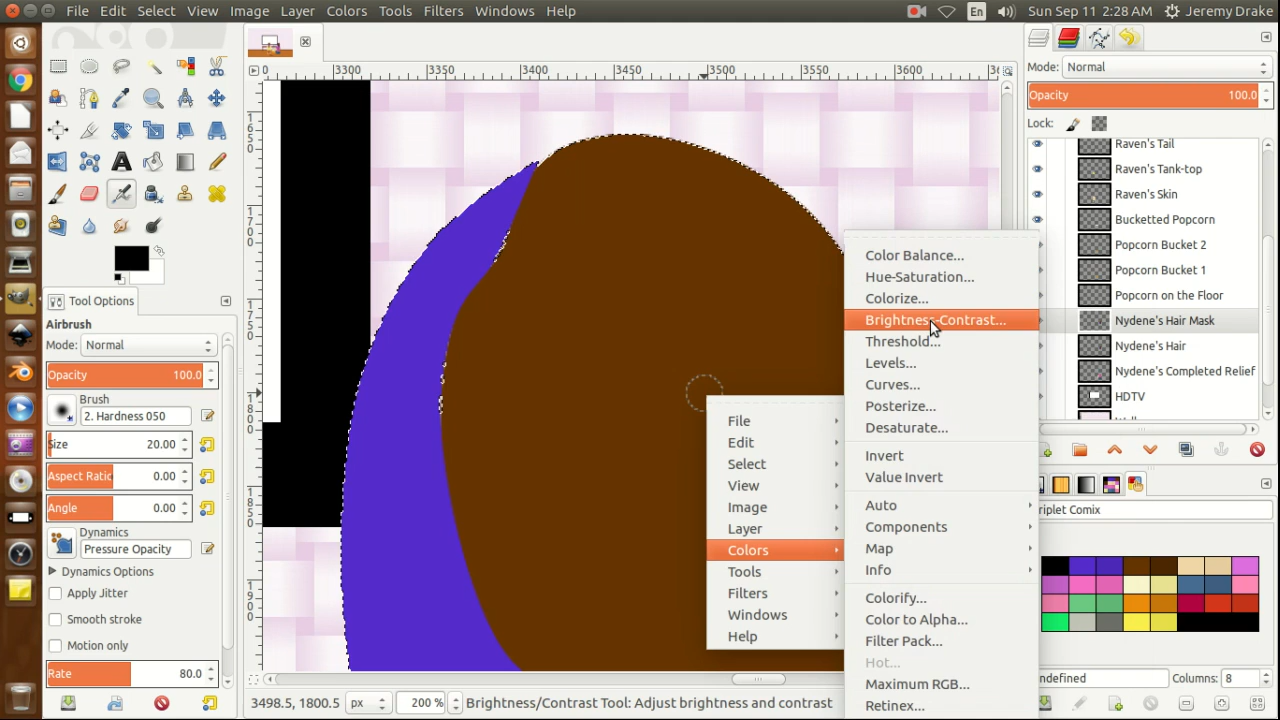 File Edit Select View Image Layer Colors Tools Filters Windows Help
En Sun Sep 11 2:28 AM Jeremy Drake
Tool Options
Airbrush
Mode: Normal
Opacity 100.0
Brush
2. Hardness 050
Size 20.00
Aspect Ratio 0.00
Angle 0.00
Dynamics
Pressure Opacity
Dynamics Options
Apply Jitter
Smooth stroke
Motion only
Rate 80.0
3300 3350 3400 3450 3500 3550 3600
1650
1700
1750
1800
1850
1900
File
Edit
Select
View
Image
Layer
Colors
Tools
Filters
Windows
Help
Color Balance...
Hue-Saturation...
Colorize...
Brightness-Contrast...
Threshold...
Levels...
Curves...
Posterize...
Desaturate...
Invert
Value Invert
Auto
Components
Map
Info
Colorify...
Color to Alpha...
Filter Pack...
Hot...
Maximum RGB...
Retinex...
3498.5, 1800.5 px 200 % Brightness/Contrast Tool: Adjust brightness and contrast
Mode: Normal
Opacity 100.0
Lock:
Raven's Tail
Raven's Tank-top
Raven's Skin
Bucketted Popcorn
Popcorn Bucket 2
Popcorn Bucket 1
Popcorn on the Floor
Nydene's Hair Mask
Nydene's Hair
Nydene's Completed Relief
HDTV
riplet Comix
ndefined Columns: 8